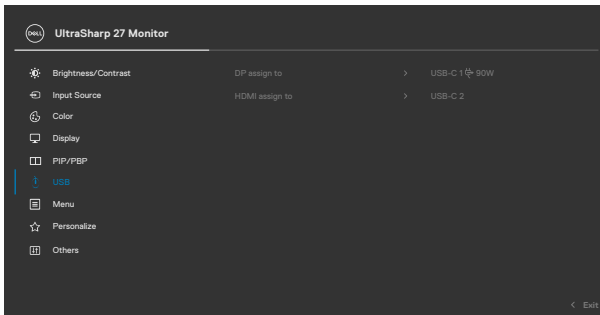 DELL UltraSharp 27 Monitor
Brightness/Contrast DP assign to > USB-C 1 90W
Input Source HDMI assign to > USB-C 2
Color
Display
PIP/PBP
USB
Menu
Personalize
Others
< Exit